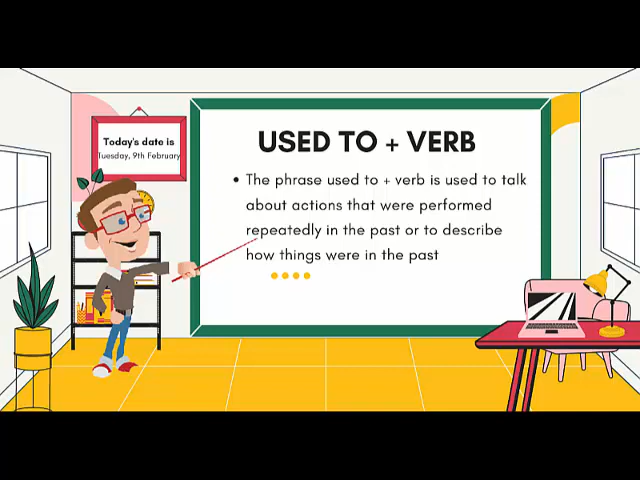 Today's date is
Tuesday, 9th February
USED TO + VERB
• The phrase used to + verb is used to talk
about actions that were performed
repeatedly in the past or to describe
how things were in the past